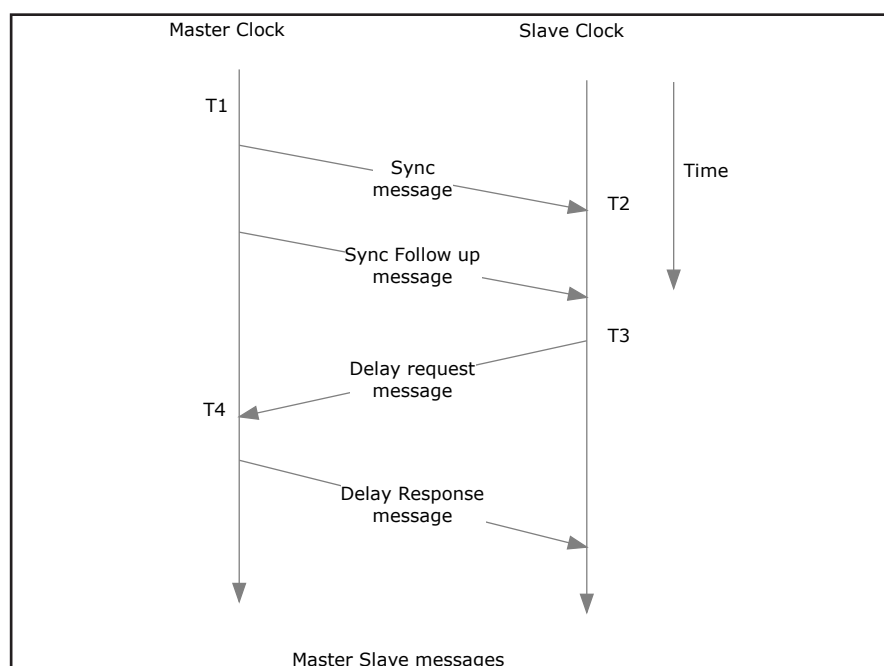 Master Clock
Slave Clock
T1
Sync
message
Time
T2
Sync Follow up
message
T3
Delay request
message
T4
Delay Response
message
Master Slave messages